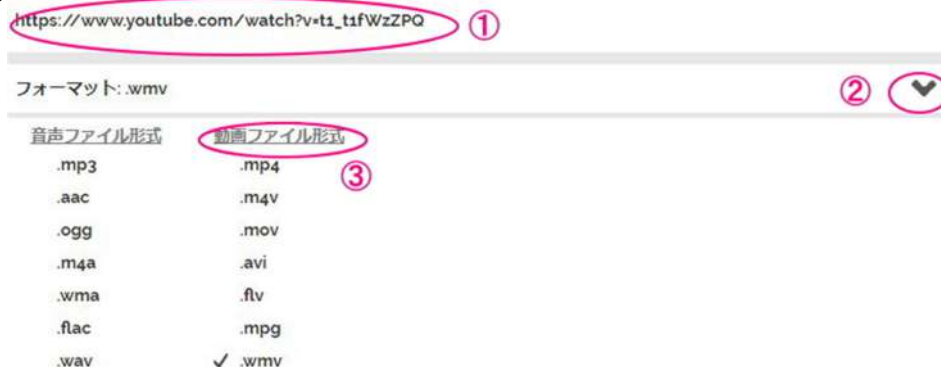 https://www.youtube.com/watch?v=t1_t1fWzZPQ ①
フォーマット: .wmv ②
音声ファイル形式 動画ファイル形式
③
.mp3 .mp4
.aac .m4v
.ogg .mov
.m4a .avi
.wma .flv
.flac .mpg
.wav ✓ .wmv